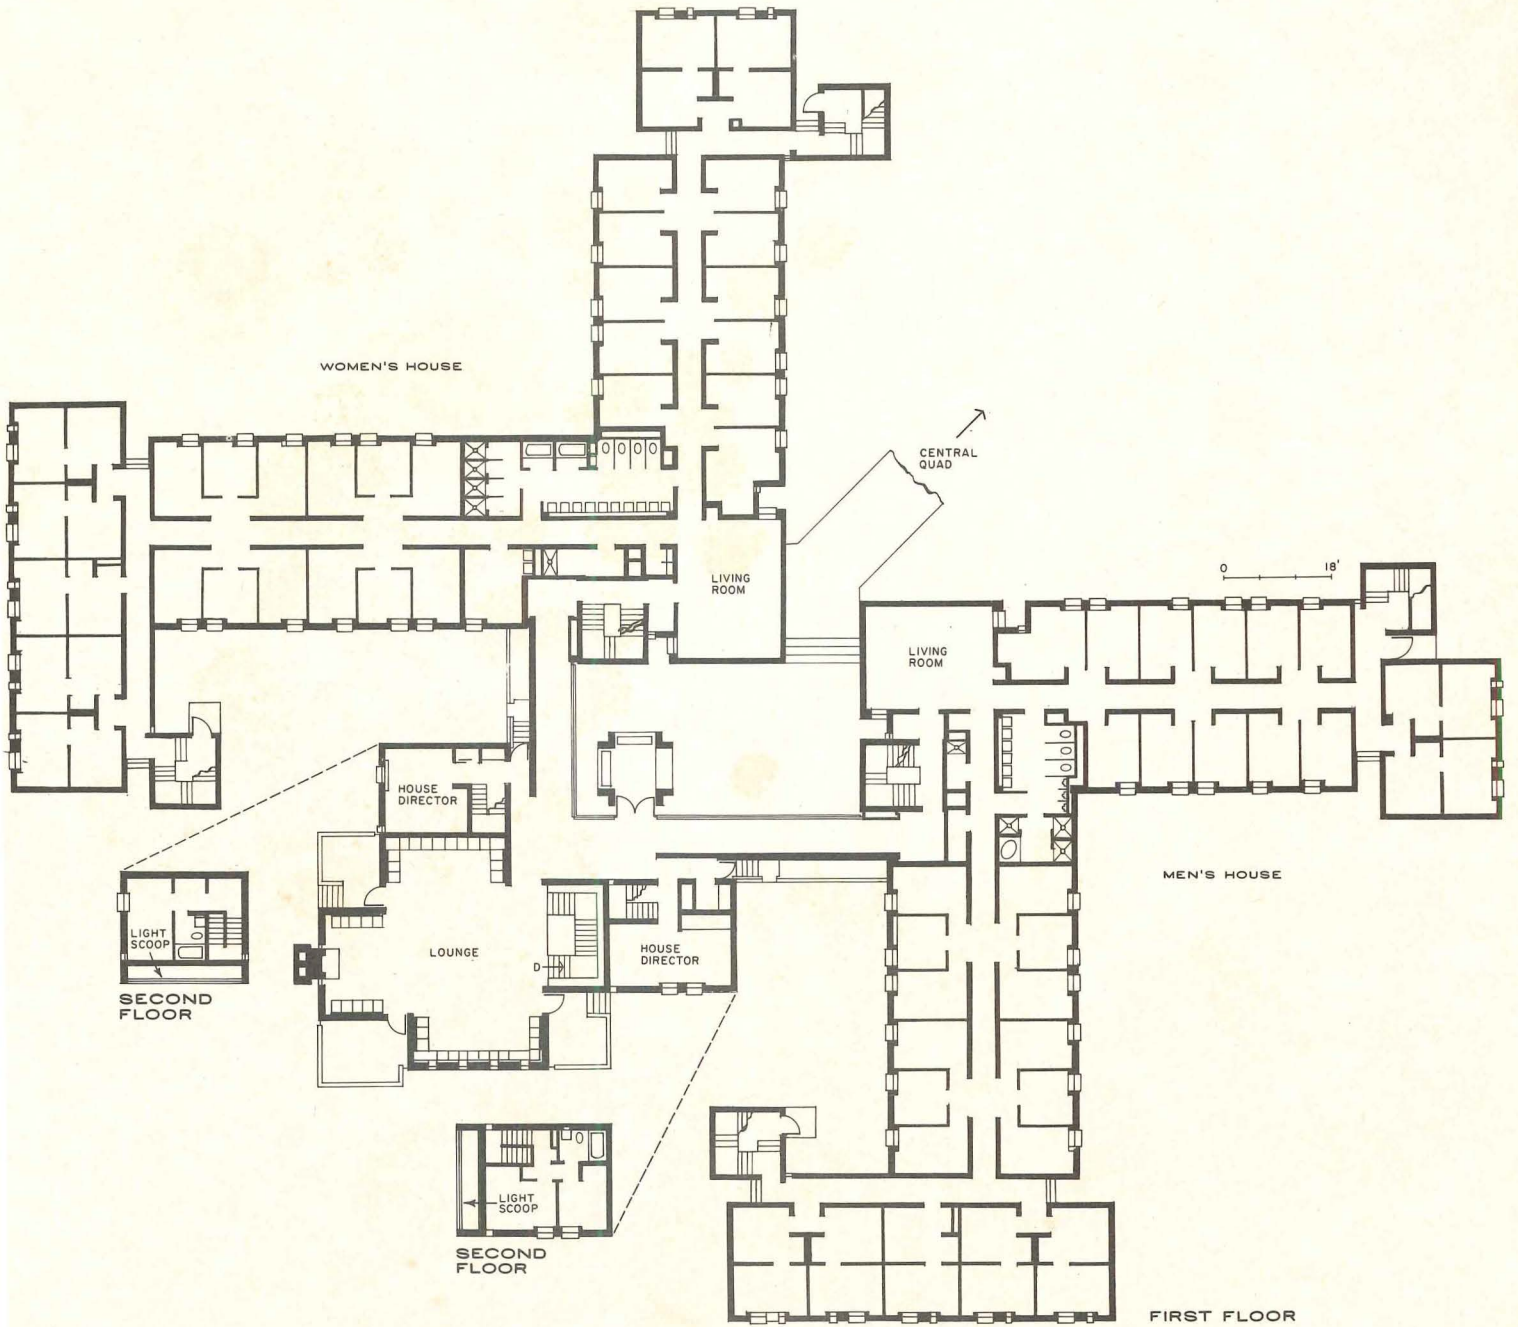 WOMEN'S HOUSE
CENTRAL
QUAD
0 18'
LIVING
ROOM
LIVING
ROOM
HOUSE
DIRECTOR
MEN'S HOUSE
LIGHT
SCOOP
LOUNGE
HOUSE
DIRECTOR
D
SECOND
FLOOR
LIGHT
SCOOP
SECOND
FLOOR
FIRST FLOOR